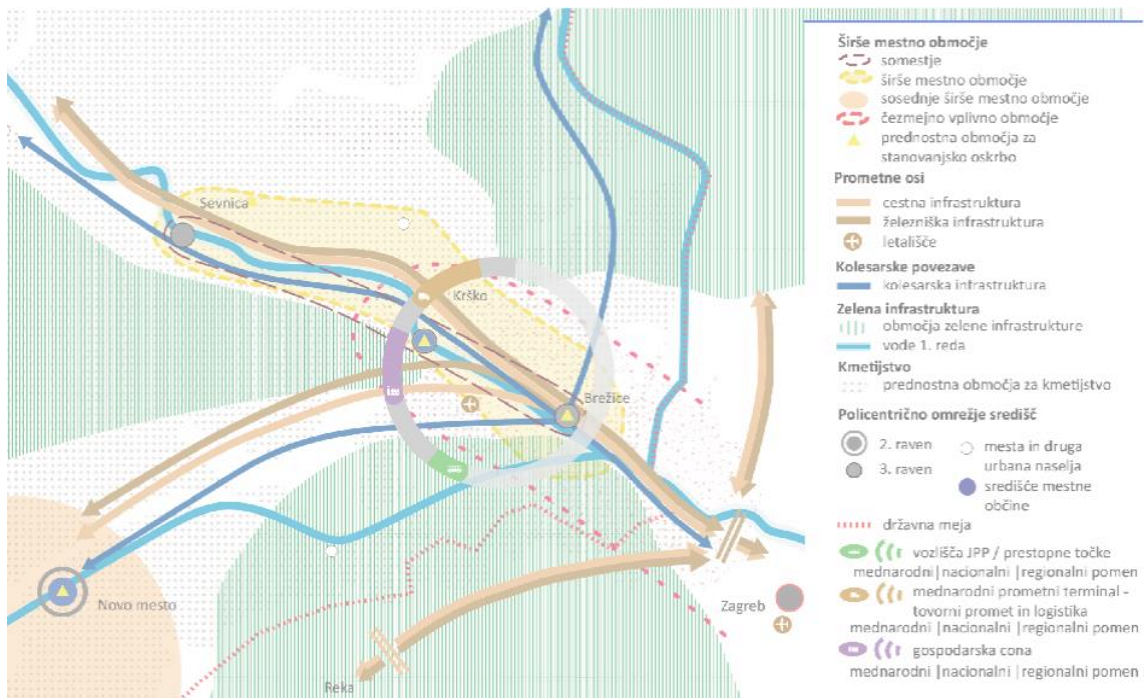 Sevnica
Krško
Brežice
Novo mesto
Zagreb
Reka
Širše mestno območje
somestje
širše mestno območje
sosednje širše mestno območje
čezmejno vplivno območje
prednostna območja za
stanovanjsko oskrbo
Prometne osi
cestna infrastruktura
železniška infrastruktura
letališče
Kolesarske povezave
kolesarska infrastruktura
Zelena infrastruktura
območja zelene infrastrukture
vode 1. reda
Kmetijstvo
prednostna območja za kmetijstvo
Policentrično omrežje središč
2. raven
3. raven
mesta in druga
urbana naselja
središče mestne
občine
državna meja
vozlišča JPP / prestopne točke
mednarodni |nacionalni |regionalni pomen
mednarodni prometni terminal -
tovorni promet in logistika
mednarodni |nacionalni |regionalni pomen
gospodarska cona
mednarodni |nacionalni |regionalni pomen